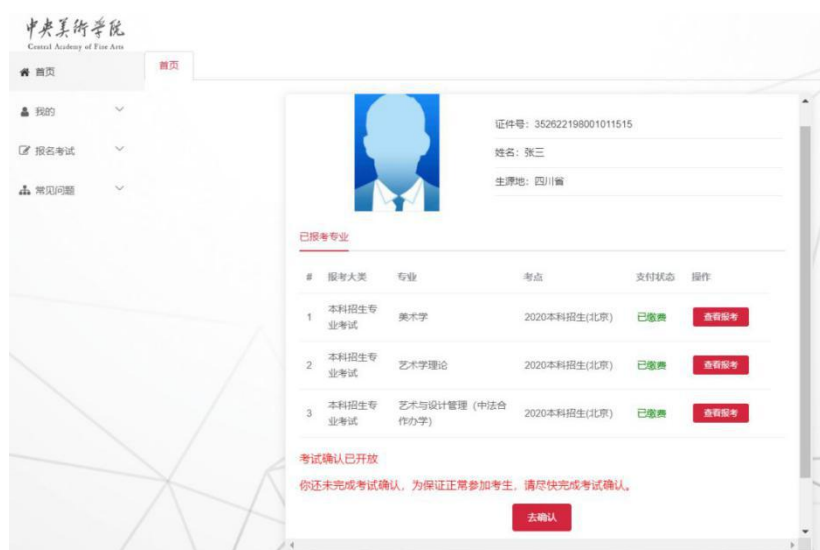 中央美術学院
Central Academy of Fine Arts
首页
首页
我的
报名考试
常见问题
证件号：352622198001011515
姓名：张三
生源地：四川省
已报考专业
# 报考大类 专业 考点 支付状态 操作
1 本科招生专业考试 美术学 2020本科招生(北京) 已缴费 查看报考
2 本科招生专业考试 艺术学理论 2020本科招生(北京) 已缴费 查看报考
3 本科招生专业考试 艺术与设计管理（中法合作办学） 2020本科招生(北京) 已缴费 查看报考
考试确认已开放
你还未完成考试确认，为保证正常参加考生，请尽快完成考试确认。
去确认